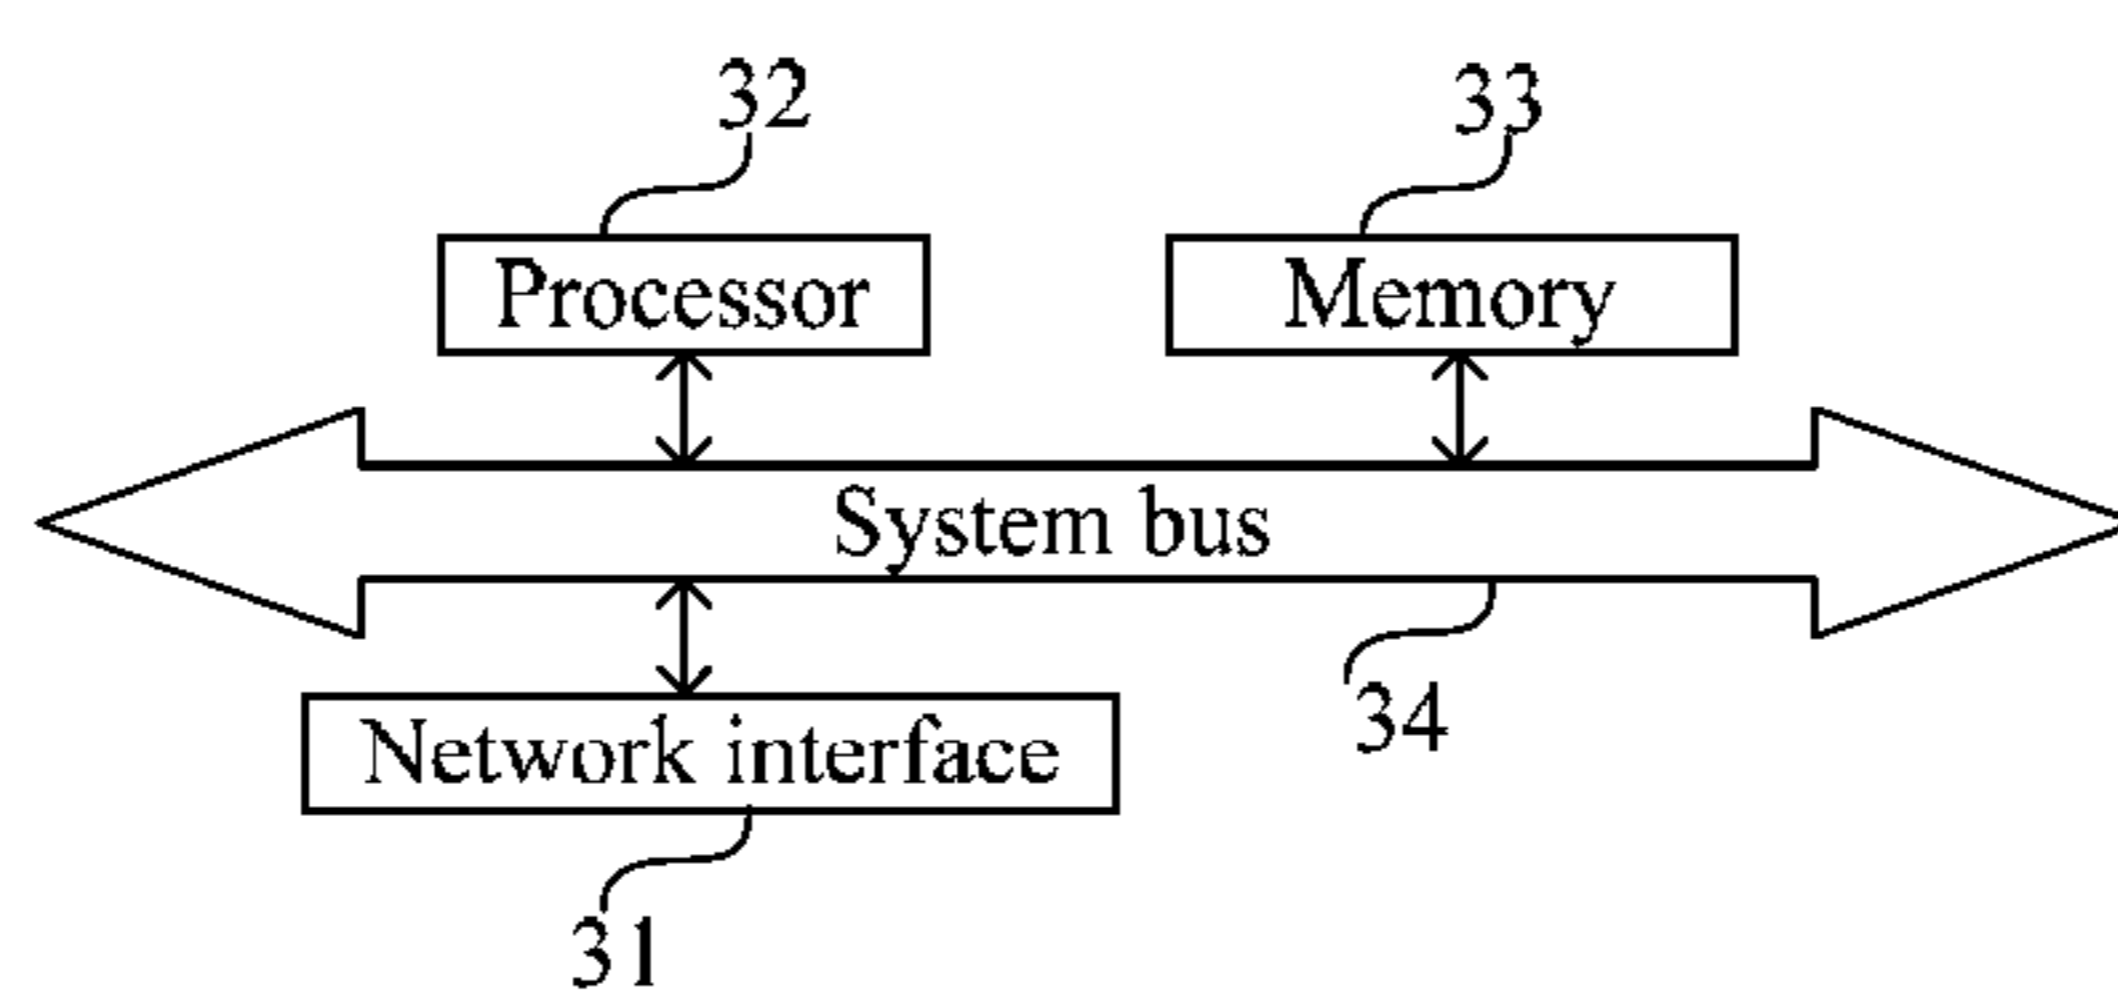 32
33
Processor
Memory
System bus
34
Network interface
31